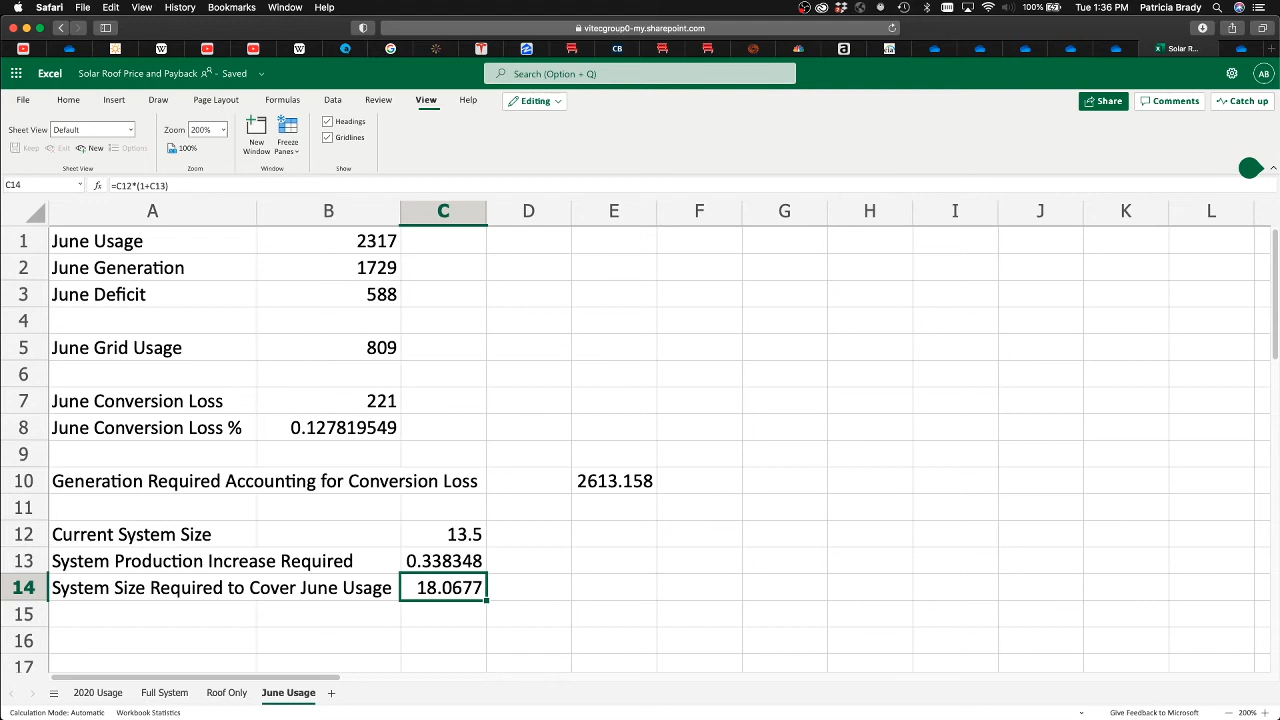 Safari File Edit View History Bookmarks Window Help 100% Tue 1:36 PM Patricia Brady
vitecgroup0-my.sharepoint.com
Solar R...
Excel Solar Roof Price and Payback - Saved Search (Option + Q) AB
File Home Insert Draw Page Layout Formulas Data Review View Help Editing Share Comments Catch up
Sheet View Default Zoom 200% New Window Freeze Panes Headings
Keep Exit New Options 100% Gridlines
Sheet View Zoom Window Show
C14 fx =C12*(1+C13)
A B C D E F G H I J K L
1 June Usage 2317
2 June Generation 1729
3 June Deficit 588
4
5 June Grid Usage 809
6
7 June Conversion Loss 221
8 June Conversion Loss % 0.127819549
9
10 Generation Required Accounting for Conversion Loss 2613.158
11
12 Current System Size 13.5
13 System Production Increase Required 0.338348
14 System Size Required to Cover June Usage 18.0677
15
16
17
2020 Usage Full System Roof Only June Usage +
Calculation Mode: Automatic Workbook Statistics Give Feedback to Microsoft — 200% +